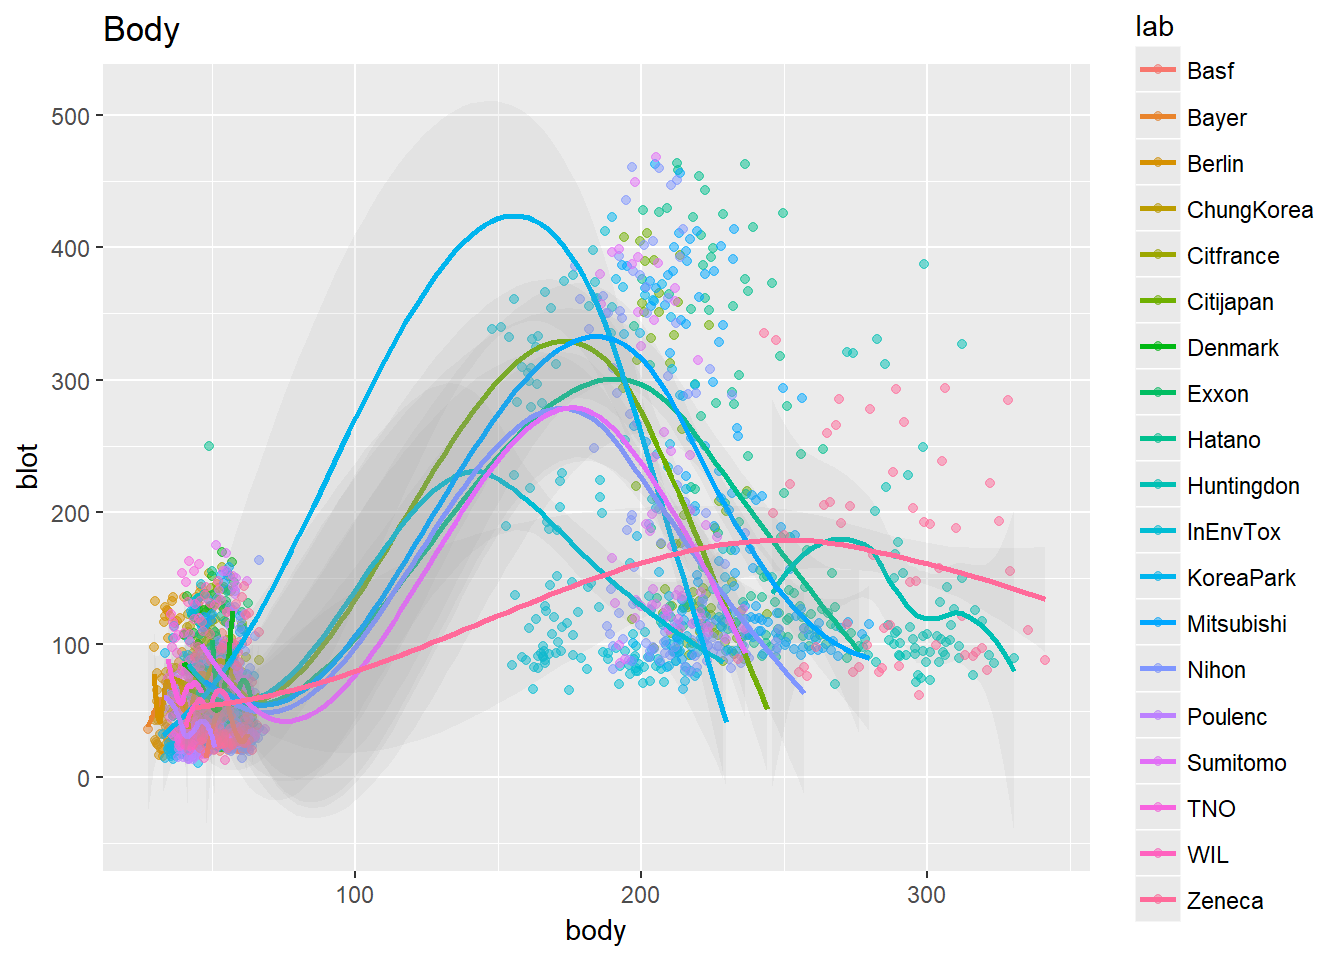 Body
lab
Basf
Bayer
Berlin
ChungKorea
Citfrance
Citijapan
Denmark
Exxon
Hatano
Huntingdon
InEnvTox
KoreaPark
Mitsubishi
Nihon
Poulenc
Sumitomo
TNO
WIL
Zeneca
blot
500
400
300
200
100
0
100
200
300
body